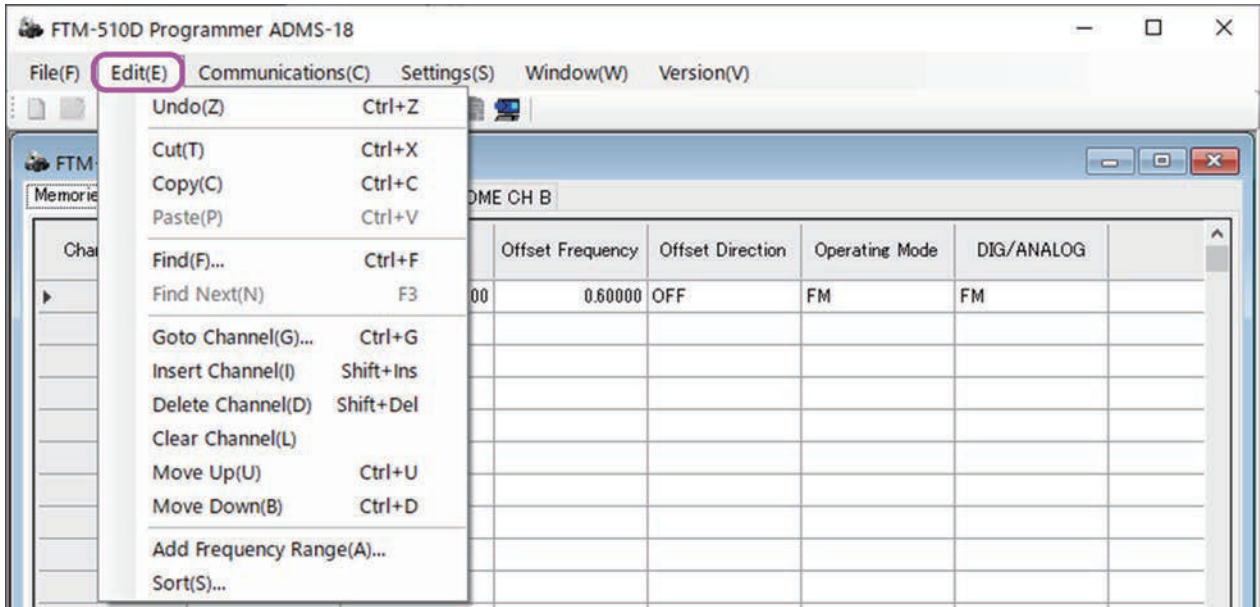 FTM-510D Programmer ADMS-18
File(F) Edit(E) Communications(C) Settings(S) Window(W) Version(V)
Undo(Z) Ctrl+Z
Cut(T) Ctrl+X
Copy(C) Ctrl+C
Paste(P) Ctrl+V
Find(F)... Ctrl+F
Find Next(N) F3
Goto Channel(G)... Ctrl+G
Insert Channel(I) Shift+Ins
Delete Channel(D) Shift+Del
Clear Channel(L)
Move Up(U) Ctrl+U
Move Down(B) Ctrl+D
Add Frequency Range(A)...
Sort(S)...
FTM-
Memorie OME CH B
Cha Offset Frequency Offset Direction Operating Mode DIG/ANALOG
00 0.60000 OFF FM FM